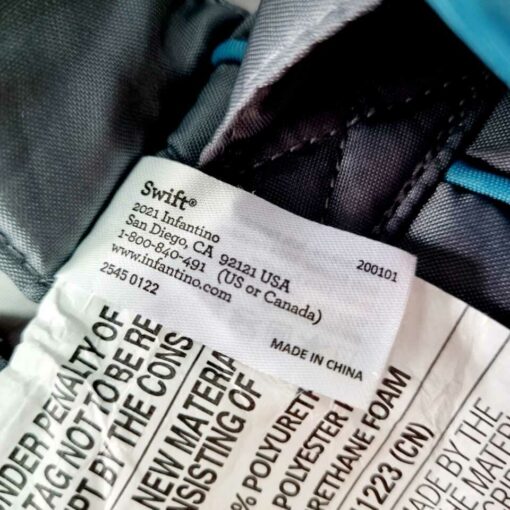 Swift®
2021 Infantino
San Diego, CA 92121 USA
1-800-840-491 (US or Canada)
www.infantino.com
2545 0122
200101
MADE IN CHINA
UNDER PENALTY OF
TAG NOT TO BE RE
PT BY THE CONS
NEW MATERIA
NSISTING OF
% POLYURET
POLYESTER
RETHANE FOAM
1223 (CN)
MADE BY THE
E MATER